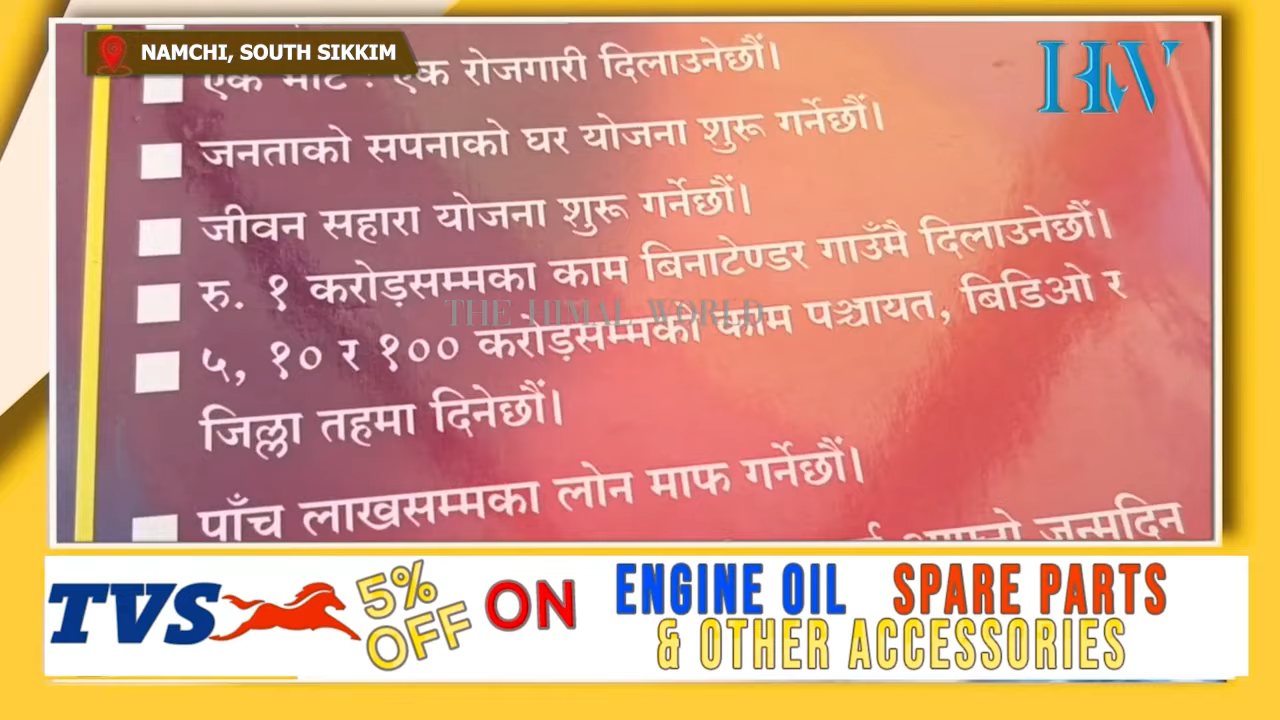 NAMCHI, SOUTH SIKKIM
HW
एक रोजगारी दिलाउनेछौं।
जनताको सपनाको घर योजना शुरू गर्नेछौं।
जीवन सहारा योजना शुरू गर्नेछौं।
रु. १ करोड़सम्मका काम बिनाटेण्डर गाउँमै दिलाउनेछौं।
THE HIMAL WORLD
५, १० र १०० करोड़सम्मका काम पञ्चायत, बिडिओ र
जिल्ला तहमा दिनेछौं।
पाँच लाखसम्मका लोन माफ गर्नेछौं।
जन्मदिन
TVS 5% OFF ON ENGINE OIL SPARE PARTS
& OTHER ACCESSORIES